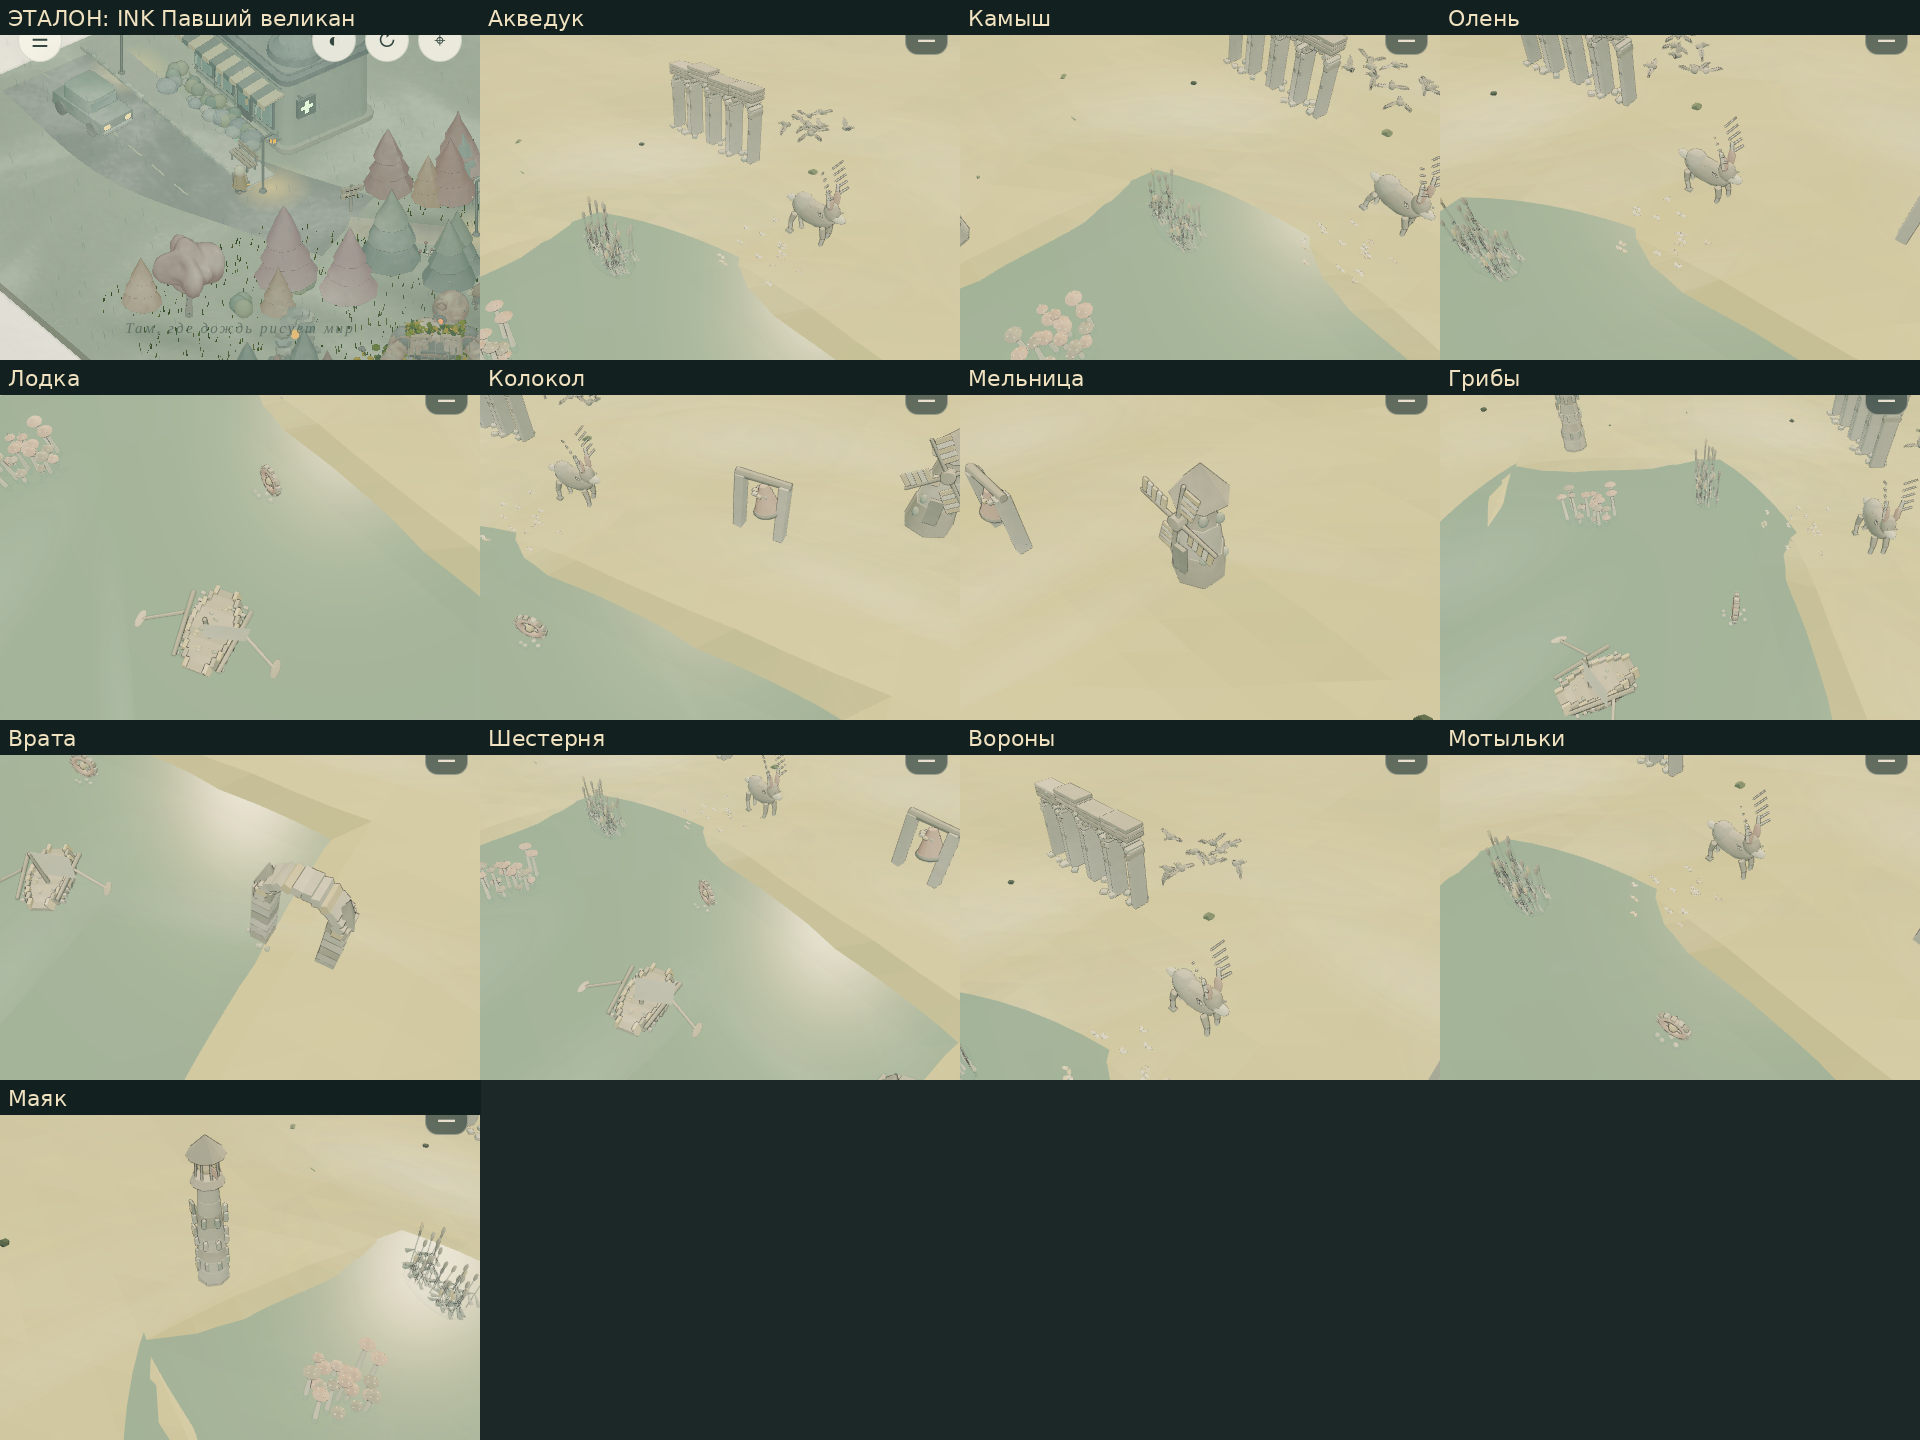 ЭТАЛОН: INK Павший великан
Акведук
Камыш
Олень
Там, где дождь рисует мир
Лодка
Колокол
Мельница
Грибы
Врата
Шестерня
Вороны
Мотыльки
Маяк